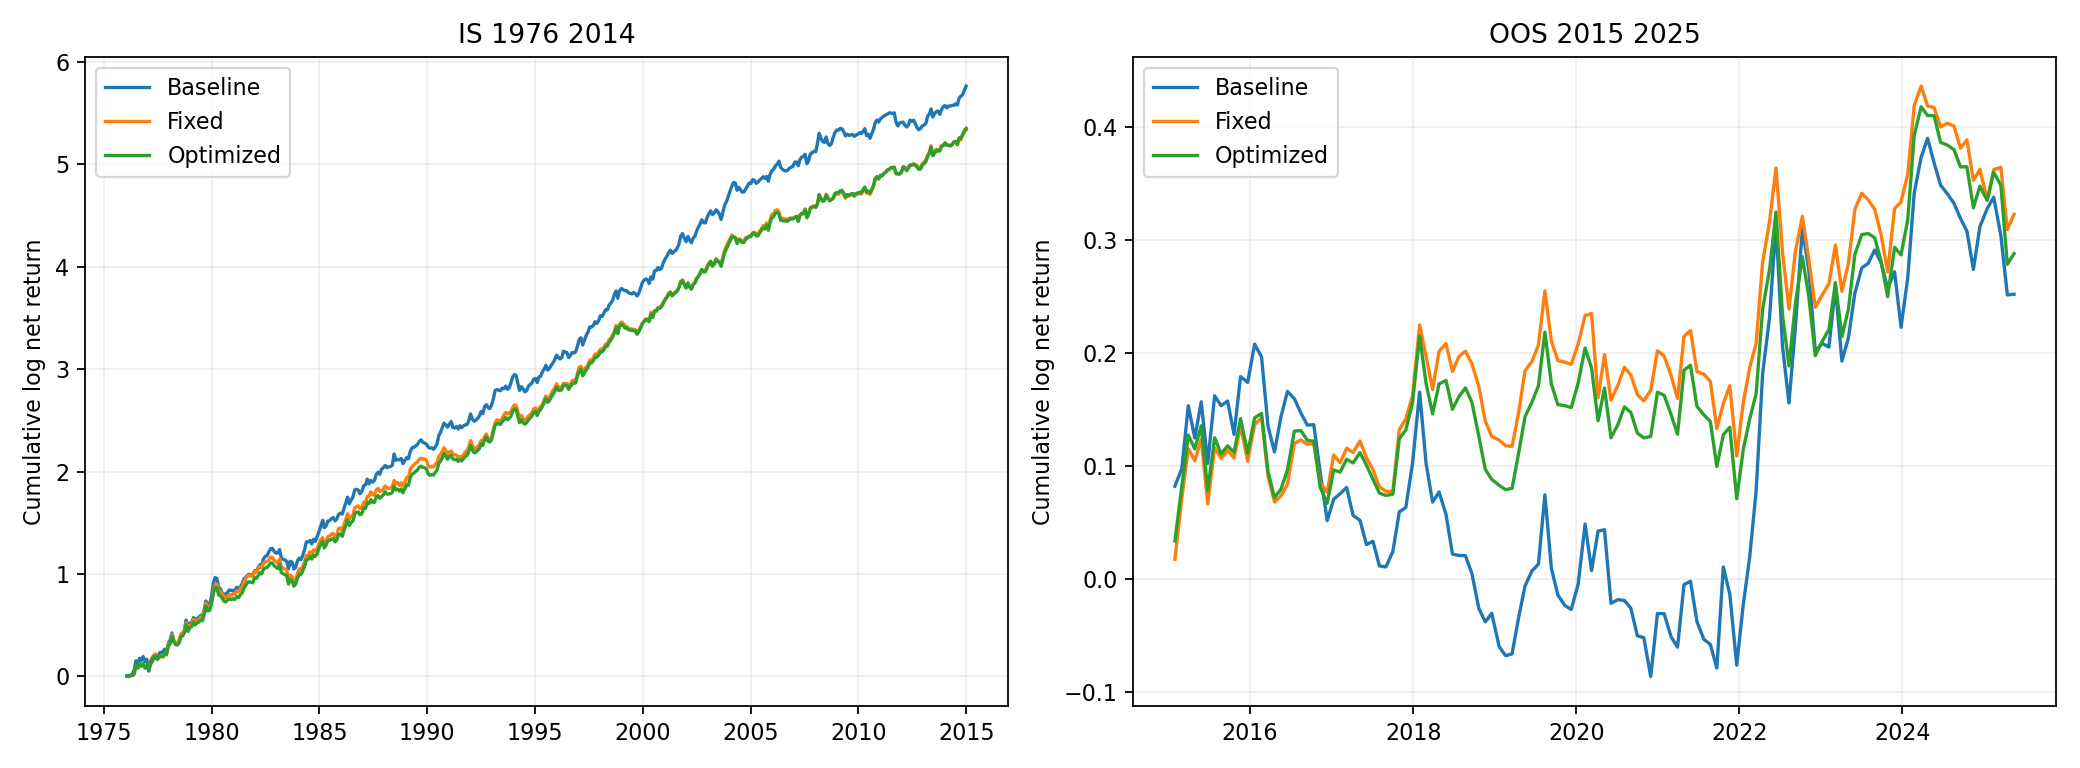 IS 1976 2014
Cumulative log net return
6
5
4
3
2
1
0
Baseline
Fixed
Optimized
1975 1980 1985 1990 1995 2000 2005 2010 2015
OOS 2015 2025
Cumulative log net return
0.4
0.3
0.2
0.1
0.0
−0.1
Baseline
Fixed
Optimized
2016 2018 2020 2022 2024